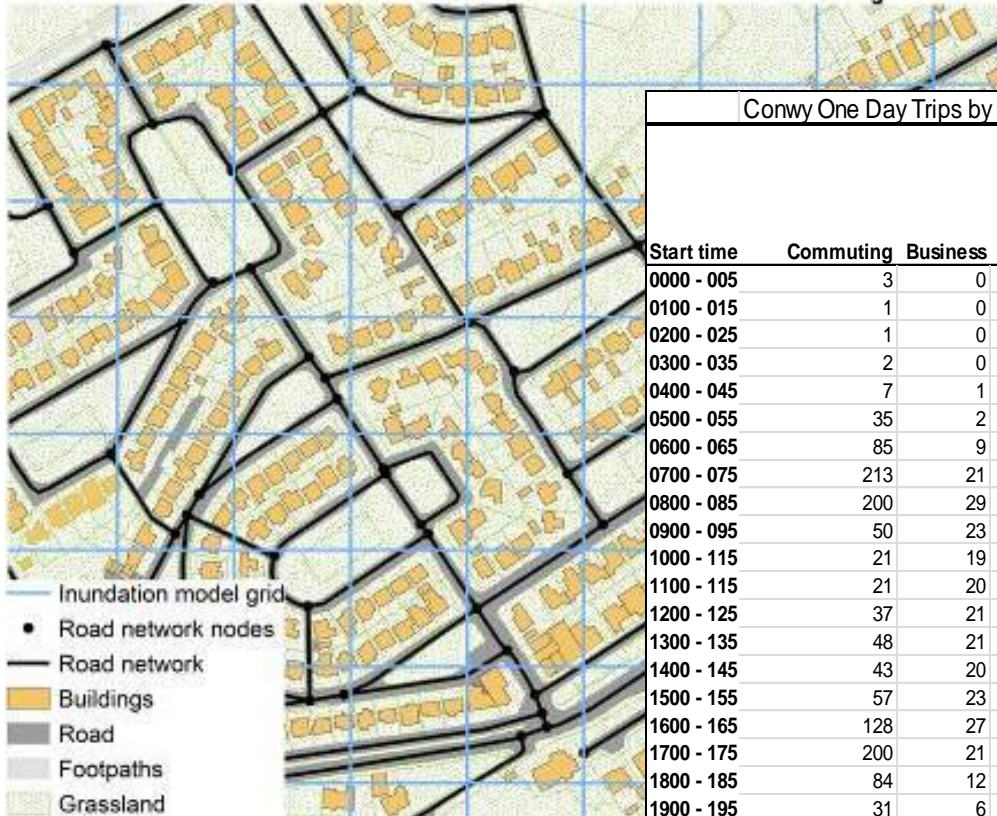 Inundation model grid
Road network nodes
Road network
Buildings
Road
Footpaths
Grassland
Conwy One Day Trips by
Start time Commuting Business
0000 - 005 3 0
0100 - 015 1 0
0200 - 025 1 0
0300 - 035 2 0
0400 - 045 7 1
0500 - 055 35 2
0600 - 065 85 9
0700 - 075 213 21
0800 - 085 200 29
0900 - 095 50 23
1000 - 115 21 19
1100 - 115 21 20
1200 - 125 37 21
1300 - 135 48 21
1400 - 145 43 20
1500 - 155 57 23
1600 - 165 128 27
1700 - 175 200 21
1800 - 185 84 12
1900 - 195 31 6